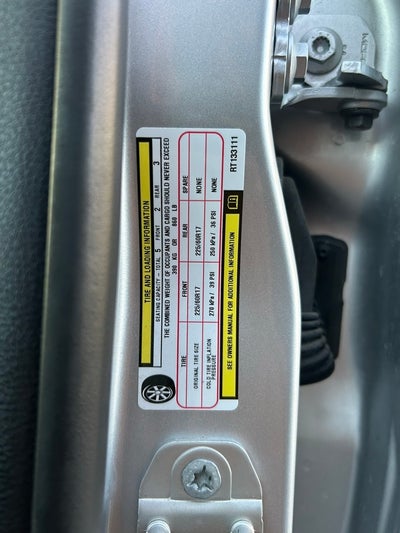 TIRE AND LOADING INFORMATION
SEATING CAPACITY – TOTAL 5 FRONT 2 REAR 3
THE COMBINED WEIGHT OF OCCUPANTS AND CARGO SHOULD NEVER EXCEED
390 KG OR 860 LB
TIRE FRONT REAR SPARE
ORIGINAL TIRE SIZE 225/60R17 225/60R17 NONE
COLD TIRE INFLATION PRESSURE 270 kPa / 39 PSI 250 kPa / 36 PSI NONE
SEE OWNERS MANUAL FOR ADDITIONAL INFORMATION
RT133111